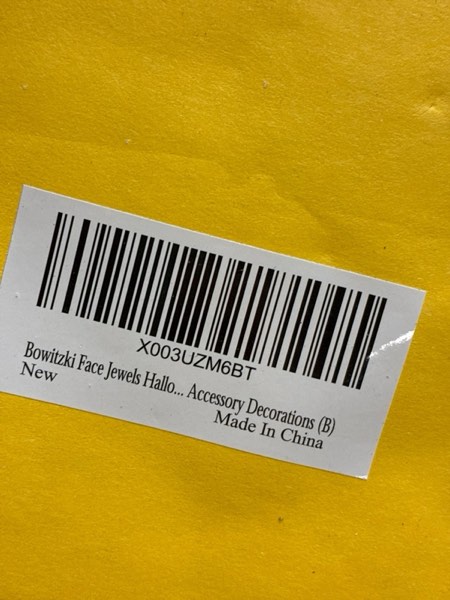 X003UZM6BT
Bowitzki Face Jewels Hallo... Accessory Decorations (B)
New
Made In China